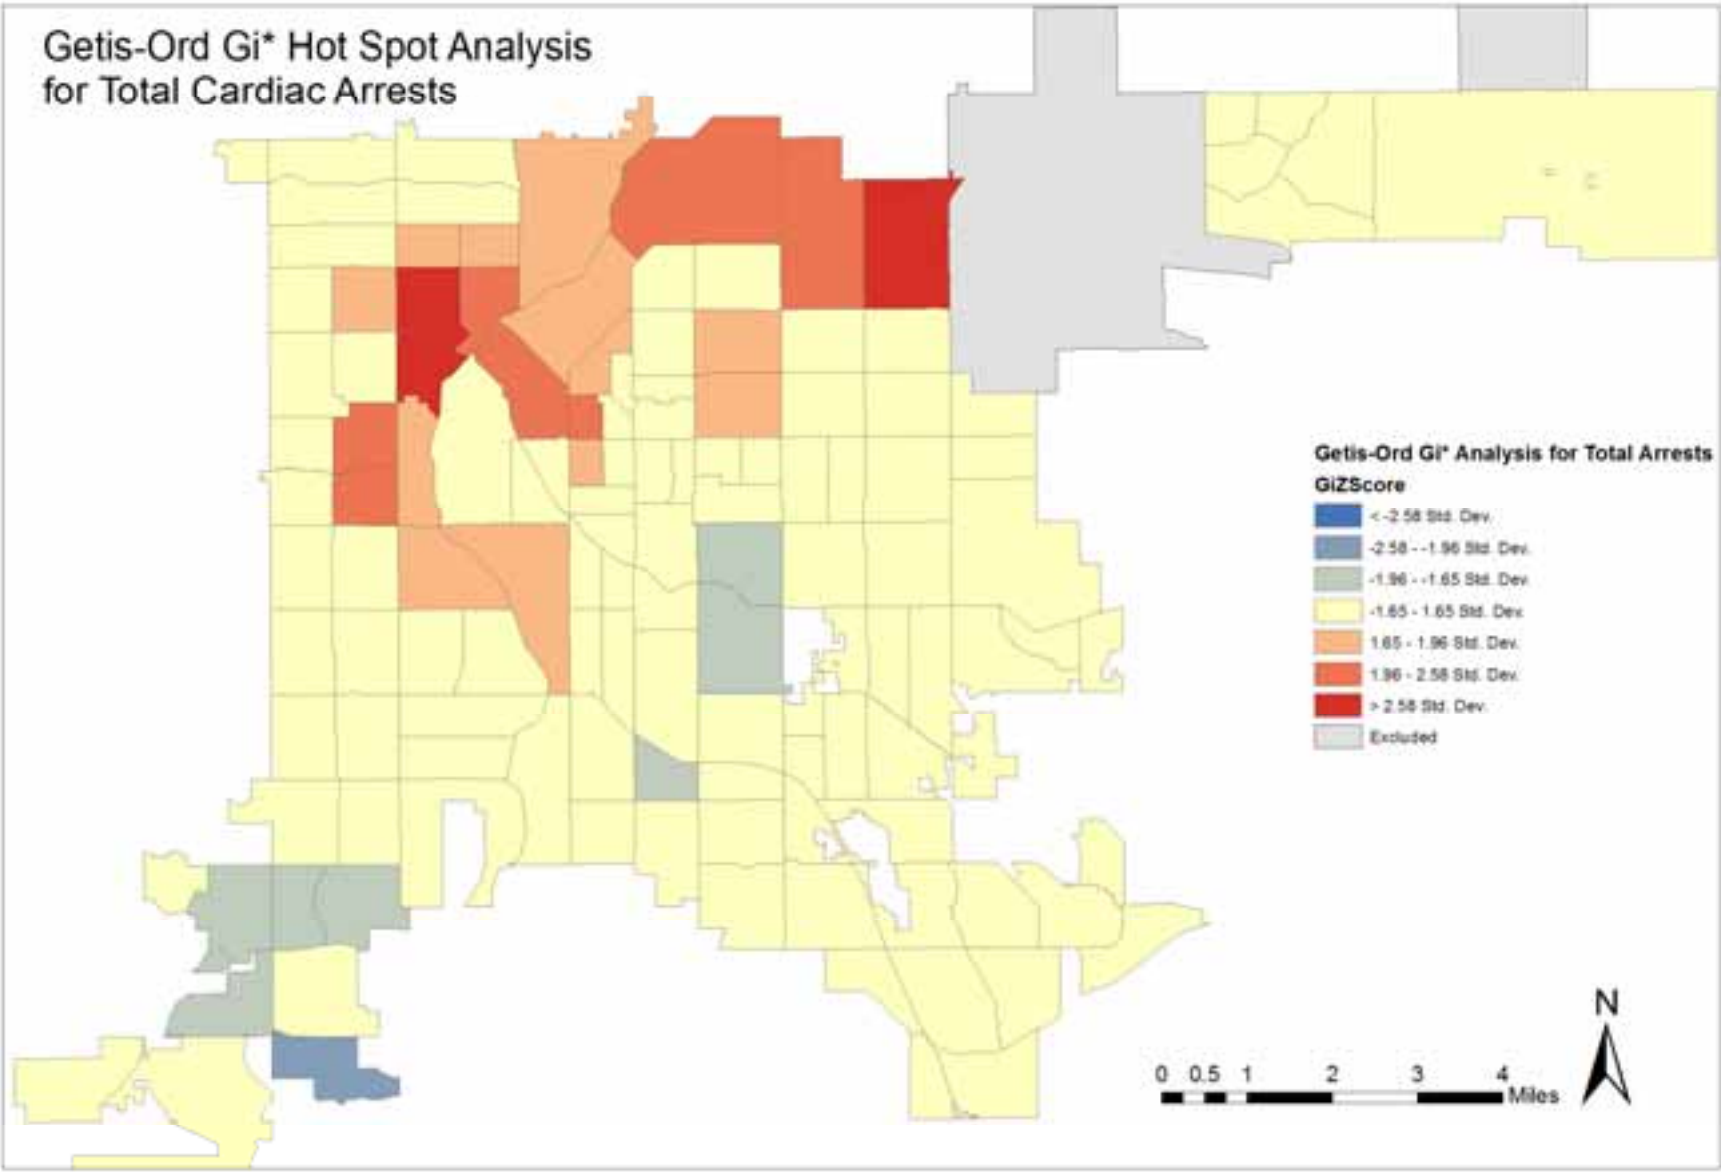 Getis-Ord Gi* Hot Spot Analysis
for Total Cardiac Arrests
Getis-Ord Gi* Analysis for Total Arrests
GiZScore
< -2.58 Std. Dev.
-2.58 - -1.96 Std. Dev.
-1.96 - -1.65 Std. Dev.
-1.65 - 1.65 Std. Dev.
1.65 - 1.96 Std. Dev.
1.96 - 2.58 Std. Dev.
> 2.58 Std. Dev.
Excluded
N
0 0.5 1 2 3 4
Miles